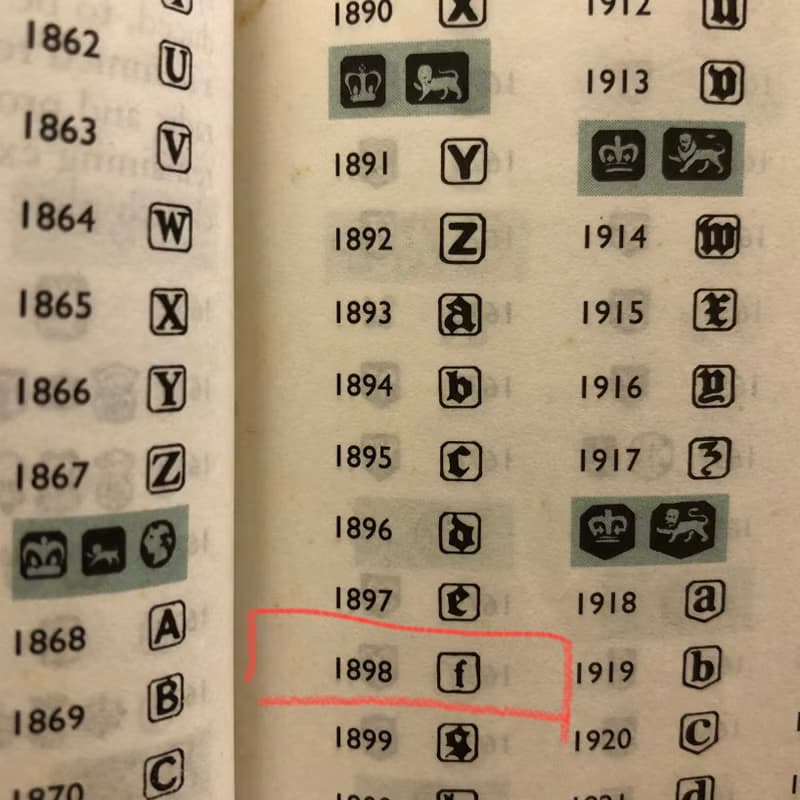 1862 U
1863 V
1864 W
1865 X
1866 Y
1867 Z
1868 A
1869 B
1870 C
1890 X
1891 Y
1892 Z
1893 a
1894 b
1895 c
1896 d
1897 e
1898 f
1899 g
1912 u
1913 v
1914 w
1915 x
1916 y
1917 z
1918 a
1919 b
1920 c
d